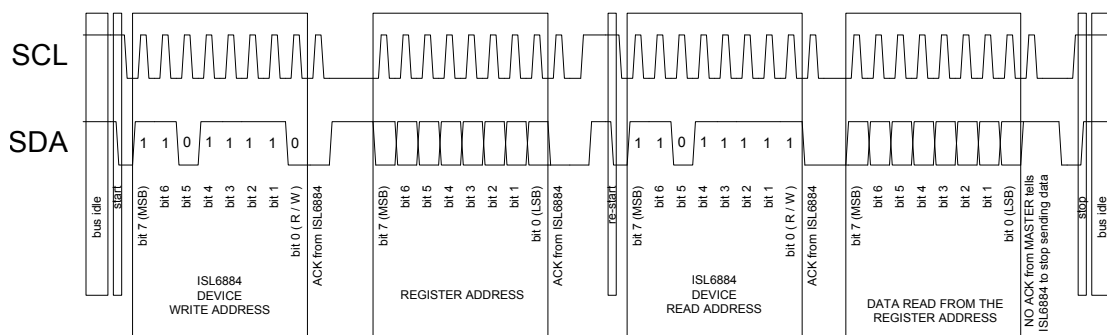 SCL
SDA
1 1 0 1 1 1 1 0
1 1 0 1 1 1 1 1
bus idle
start
bit 7 (MSB)
bit 6
bit 5
bit 4
bit 3
bit 2
bit 1
bit 0 ( R / W )
ACK from ISL6884
bit 7 (MSB)
bit 6
bit 5
bit 4
bit 3
bit 2
bit 1
bit 0 (LSB)
ACK from ISL6884
re-start
bit 7 (MSB)
bit 6
bit 5
bit 4
bit 3
bit 2
bit 1
bit 0 ( R / W )
ACK from ISL6884
bit 7 (MSB)
bit 6
bit 5
bit 4
bit 3
bit 2
bit 1
bit 0 (LSB)
NO ACK from MASTER tells
ISL6884 to stop sending data
stop
bus idle
ISL6884
DEVICE
WRITE ADDRESS
REGISTER ADDRESS
ISL6884
DEVICE
READ ADDRESS
DATA READ FROM THE
REGISTER ADDRESS